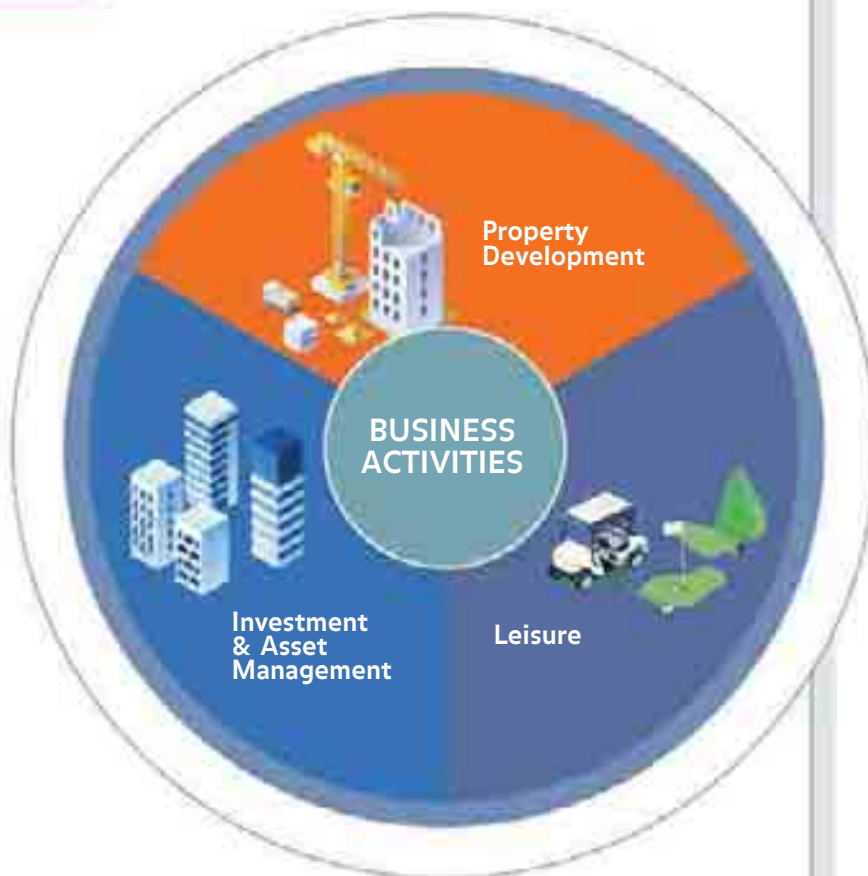 Property
Development
BUSINESS
ACTIVITIES
Investment
& Asset
Management
Leisure